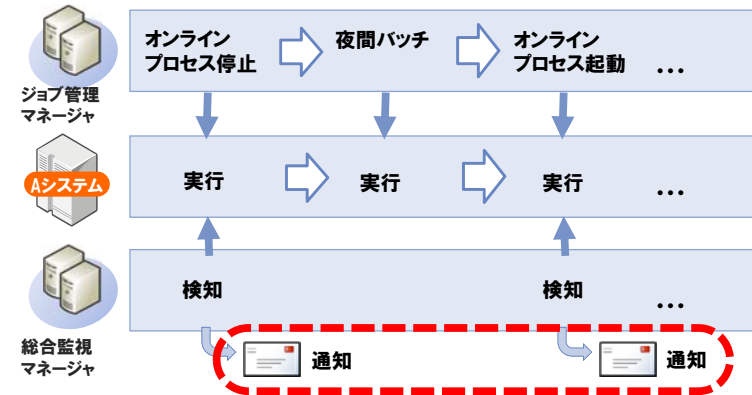 オンライン
プロセス停止
夜間バッチ
オンライン
プロセス起動
...
ジョブ管理
マネージャ
Aシステム
実行
実行
実行
...
検知
検知
...
総合監視
マネージャ
通知
通知